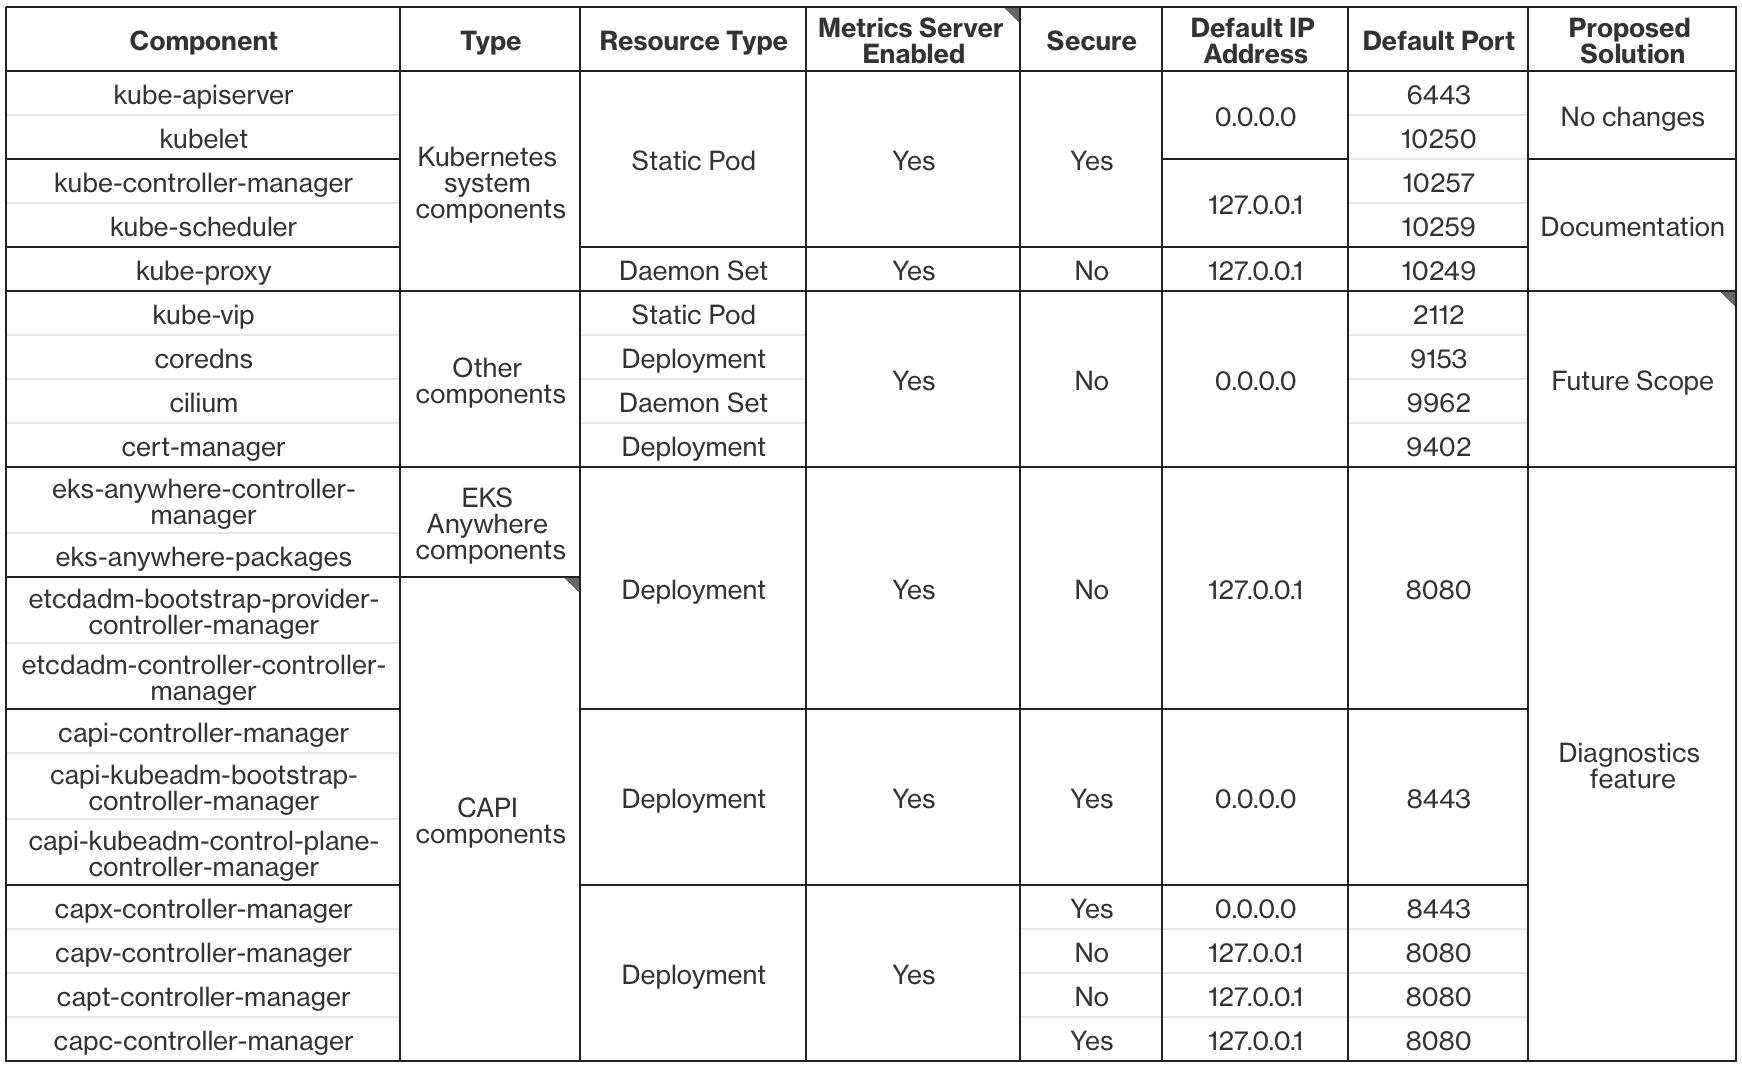 Component Type Resource Type Metrics Server Enabled Secure Default IP Address Default Port Proposed Solution
kube-apiserver Kubernetes system components Static Pod Yes Yes 0.0.0.0 6443 No changes
kubelet 10250
kube-controller-manager 127.0.0.1 10257 Documentation
kube-scheduler 10259
kube-proxy Daemon Set Yes No 127.0.0.1 10249
kube-vip Other components Static Pod Yes No 0.0.0.0 2112 Future Scope
coredns Deployment 9153
cilium Daemon Set 9962
cert-manager Deployment 9402
eks-anywhere-controller-manager EKS Anywhere components Deployment Yes No 127.0.0.1 8080 Diagnostics feature
eks-anywhere-packages
etcdadm-bootstrap-provider-controller-manager CAPI components
etcdadm-controller-controller-manager
capi-controller-manager Deployment Yes Yes 0.0.0.0 8443
capi-kubeadm-bootstrap-controller-manager
capi-kubeadm-control-plane-controller-manager
capx-controller-manager Deployment Yes Yes 0.0.0.0 8443
capv-controller-manager No 127.0.0.1 8080
capt-controller-manager No 127.0.0.1 8080
capc-controller-manager Yes 127.0.0.1 8080